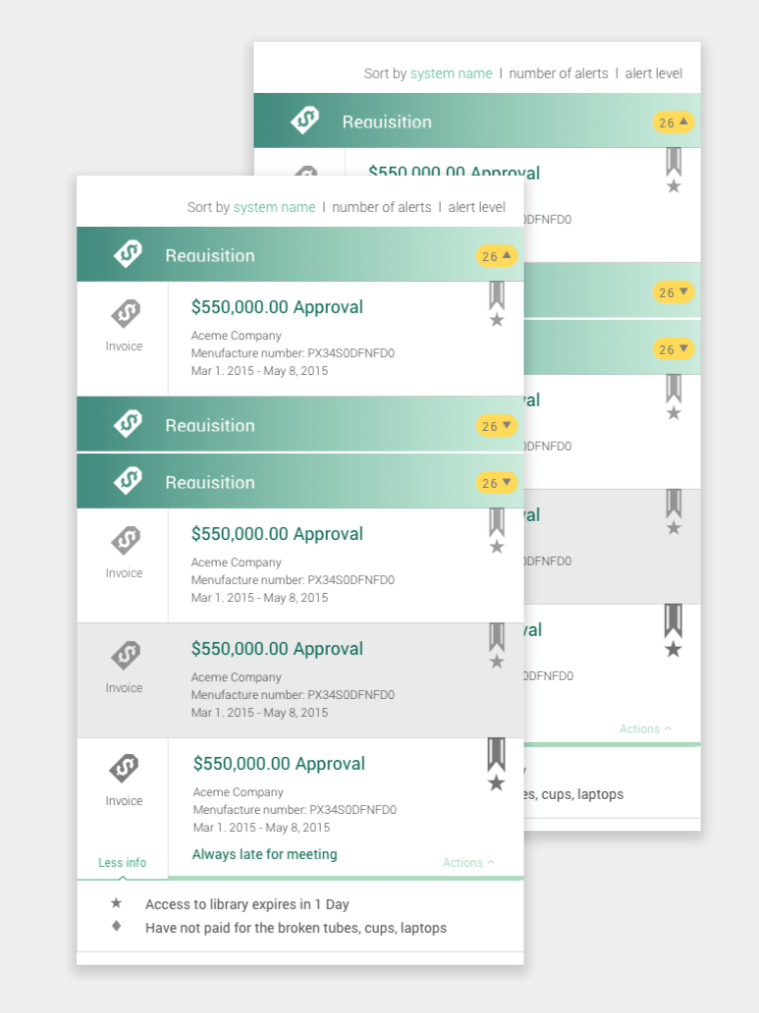 Sort by system name | number of alerts | alert level
Requisition 26
$550,000.00 Approval
0DFNFD0
26
26
val
0DFNFD0
val
0DFNFD0
val
0DFNFD0
Actions
es, cups, laptops
Sort by system name | number of alerts | alert level
Requisition 26
$550,000.00 Approval
Aceme Company
Invoice
Menufacture number: PX34S0DFNFD0
Mar 1. 2015 - May 8, 2015
Requisition 26
Requisition 26
$550,000.00 Approval
Aceme Company
Invoice
Menufacture number: PX34S0DFNFD0
Mar 1. 2015 - May 8, 2015
$550,000.00 Approval
Aceme Company
Invoice
Menufacture number: PX34S0DFNFD0
Mar 1. 2015 - May 8, 2015
$550,000.00 Approval
Aceme Company
Invoice
Menufacture number: PX34S0DFNFD0
Mar 1. 2015 - May 8, 2015
Always late for meeting
Less info Actions
Access to library expires in 1 Day
Have not paid for the broken tubes, cups, laptops